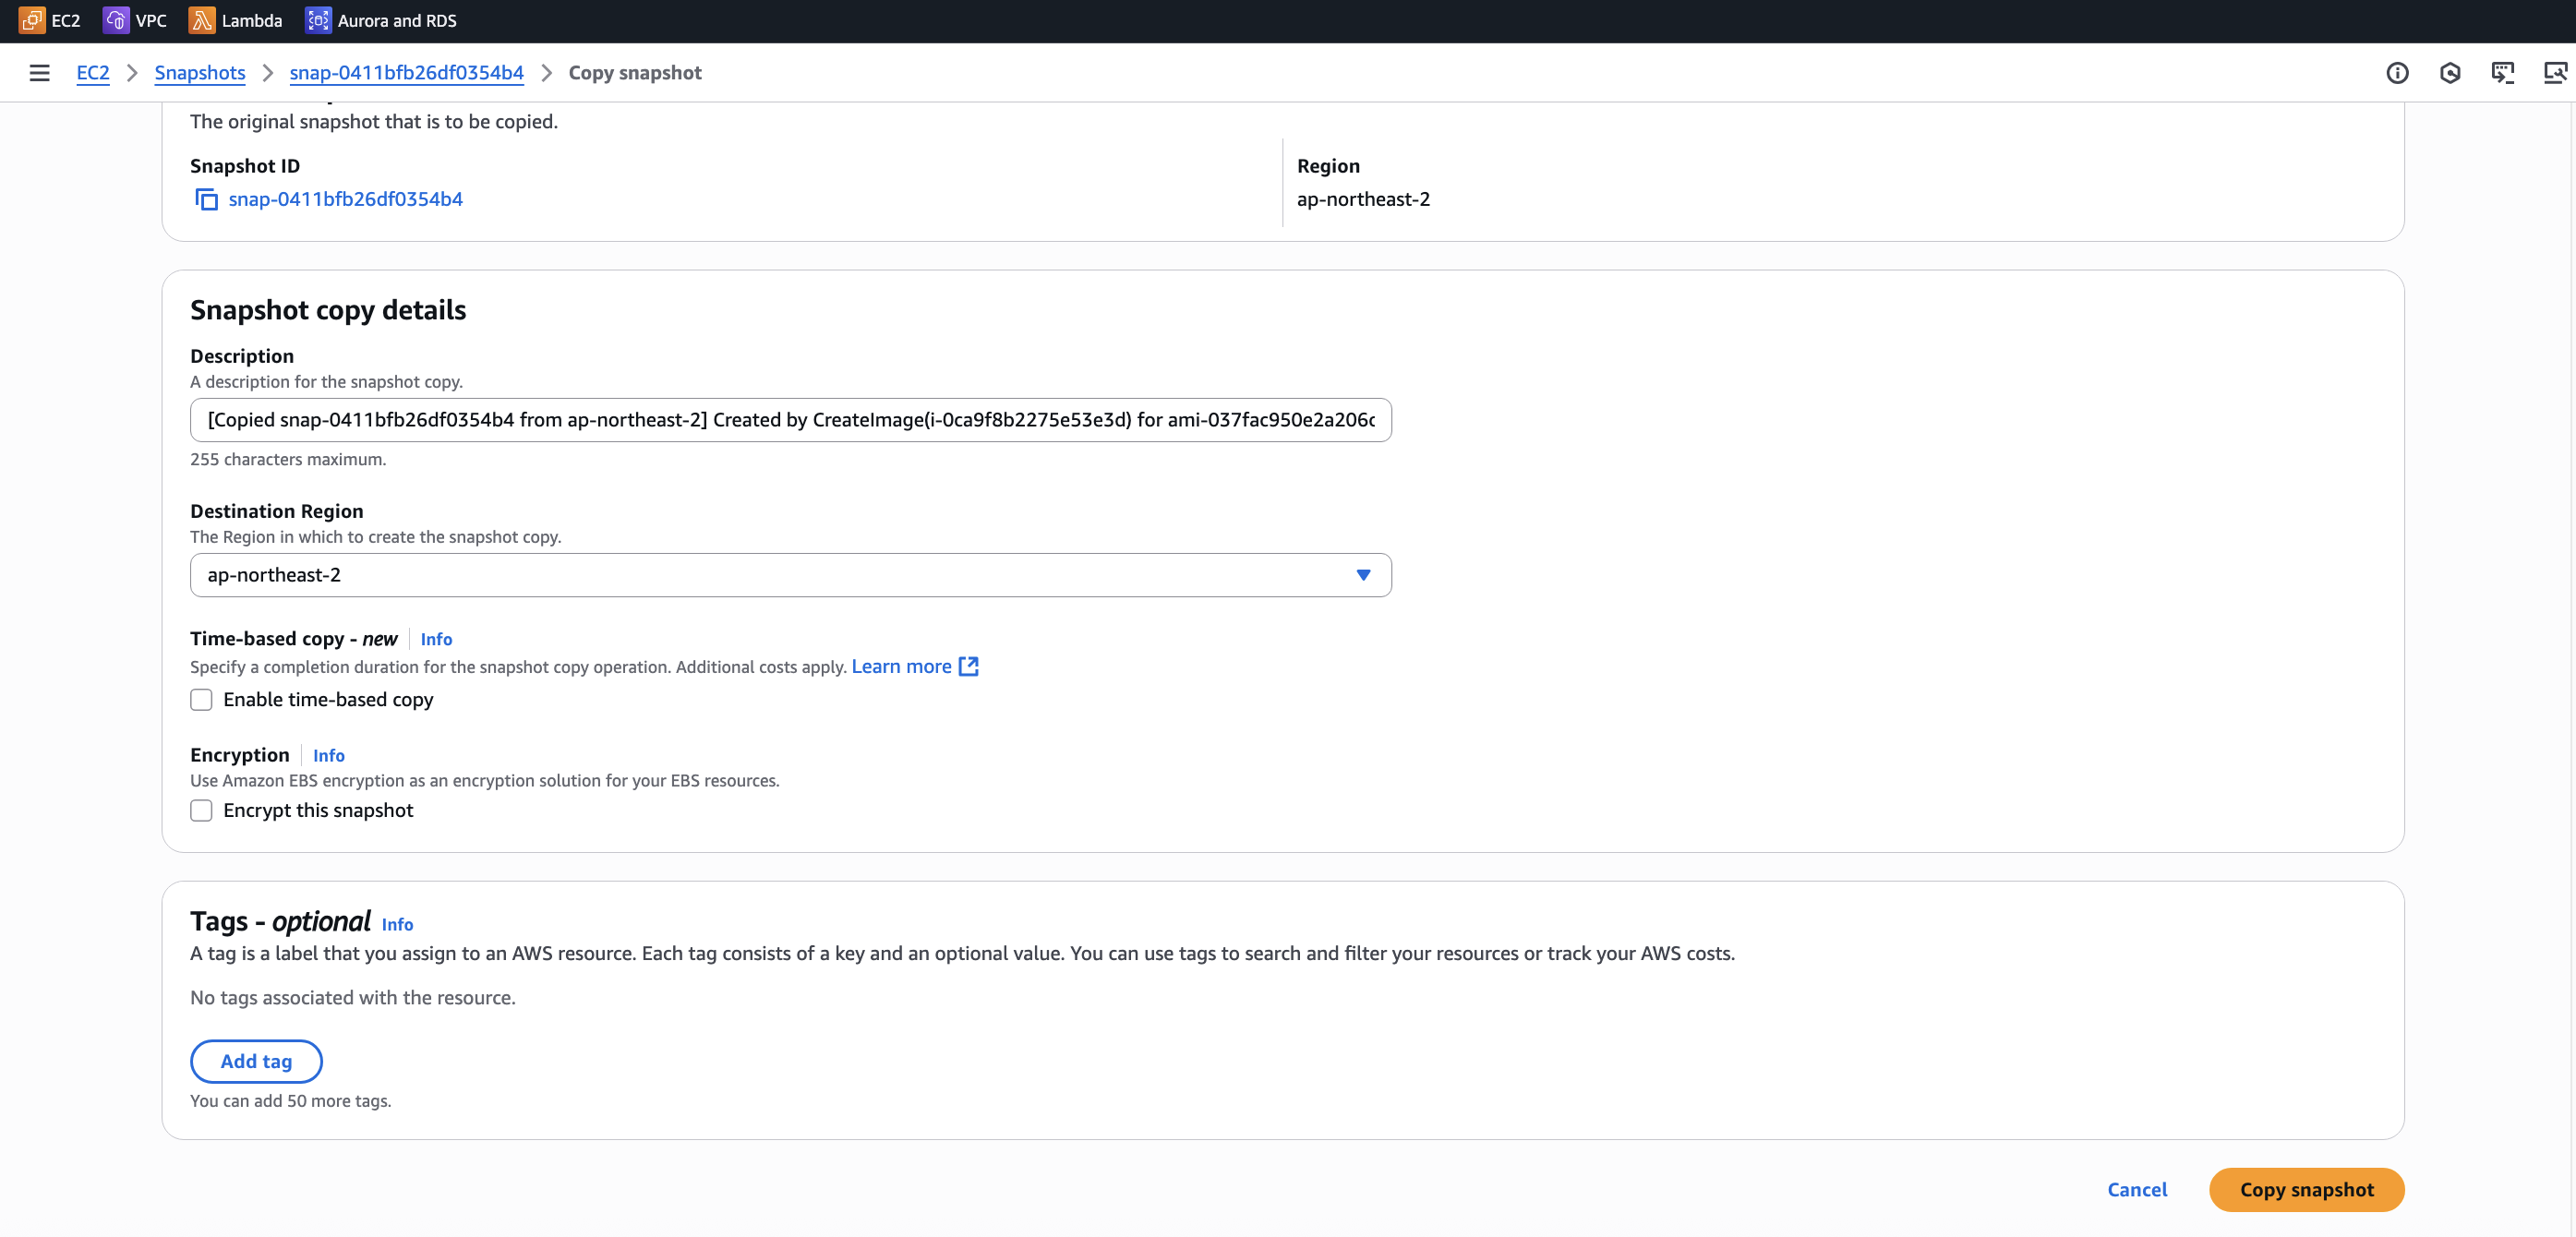 EC2 VPC Lambda Aurora and RDS
EC2 Snapshots snap-0411bfb26df0354b4 Copy snapshot
The original snapshot that is to be copied.
Snapshot ID
snap-0411bfb26df0354b4
Region
ap-northeast-2
Snapshot copy details
Description
A description for the snapshot copy.
[Copied snap-0411bfb26df0354b4 from ap-northeast-2] Created by CreateImage(i-0ca9f8b2275e53e3d) for ami-037fac950e2a206c
255 characters maximum.
Destination Region
The Region in which to create the snapshot copy.
ap-northeast-2
Time-based copy - new Info
Specify a completion duration for the snapshot copy operation. Additional costs apply. Learn more
Enable time-based copy
Encryption Info
Use Amazon EBS encryption as an encryption solution for your EBS resources.
Encrypt this snapshot
Tags - optional Info
A tag is a label that you assign to an AWS resource. Each tag consists of a key and an optional value. You can use tags to search and filter your resources or track your AWS costs.
No tags associated with the resource.
Add tag
You can add 50 more tags.
Cancel Copy snapshot